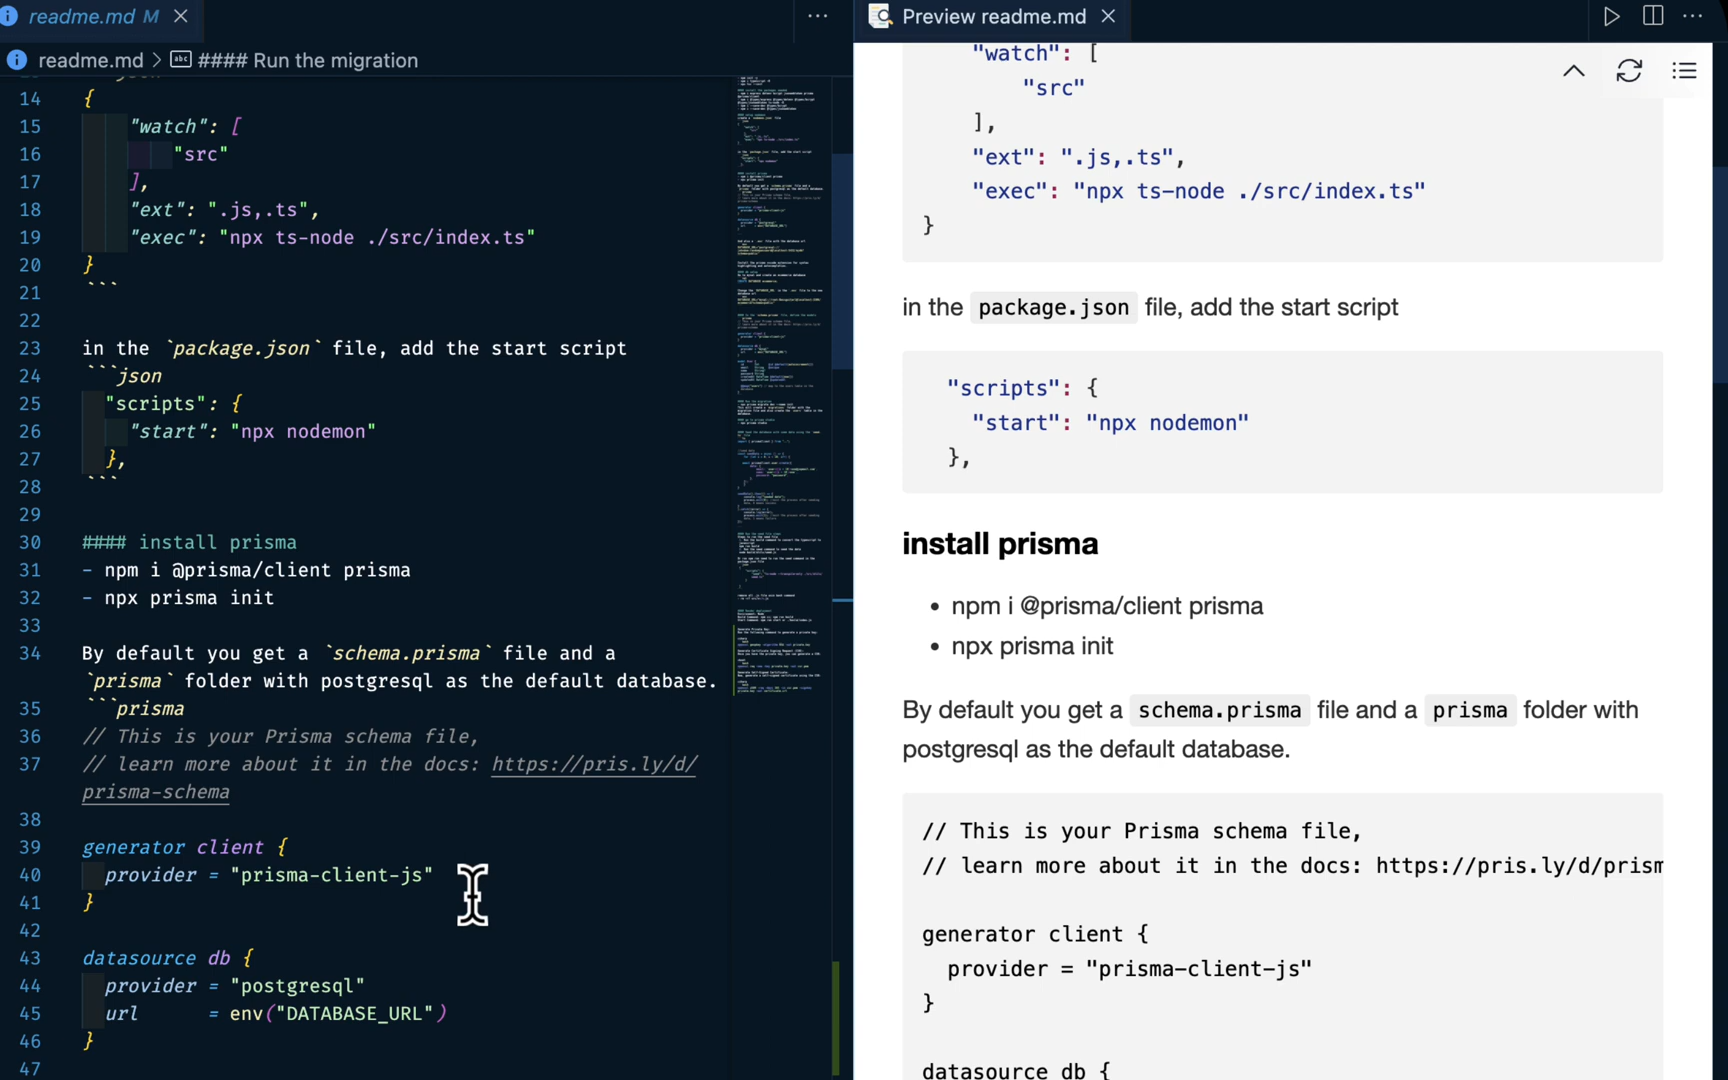 readme.md M
readme.md > abc #### Run the migration
14 {
15 "watch": [
16 "src"
17 ],
18 "ext": ".js,.ts",
19 "exec": "npx ts-node ./src/index.ts"
20 }
21 ```
22
23 in the `package.json` file, add the start script
24 ```json
25 "scripts": {
26 "start": "npx nodemon"
27 },
28 ```
29
30 #### install prisma
31 - npm i @prisma/client prisma
32 - npx prisma init
33
34 By default you get a `schema.prisma` file and a
`prisma` folder with postgresql as the default database.
35 ```prisma
36 // This is your Prisma schema file,
37 // learn more about it in the docs: https://pris.ly/d/
prisma-schema
38
39 generator client {
40 provider = "prisma-client-js"
41 }
42
43 datasource db {
44 provider = "postgresql"
45 url = env("DATABASE_URL")
46 }
47
Preview readme.md
"watch": [
"src"
],
"ext": ".js,.ts",
"exec": "npx ts-node ./src/index.ts"
}
in the package.json file, add the start script
"scripts": {
"start": "npx nodemon"
},
install prisma
• npm i @prisma/client prisma
• npx prisma init
By default you get a schema.prisma file and a prisma folder with
postgresql as the default database.
// This is your Prisma schema file,
// learn more about it in the docs: https://pris.ly/d/prism
generator client {
provider = "prisma-client-js"
}
datasource db {